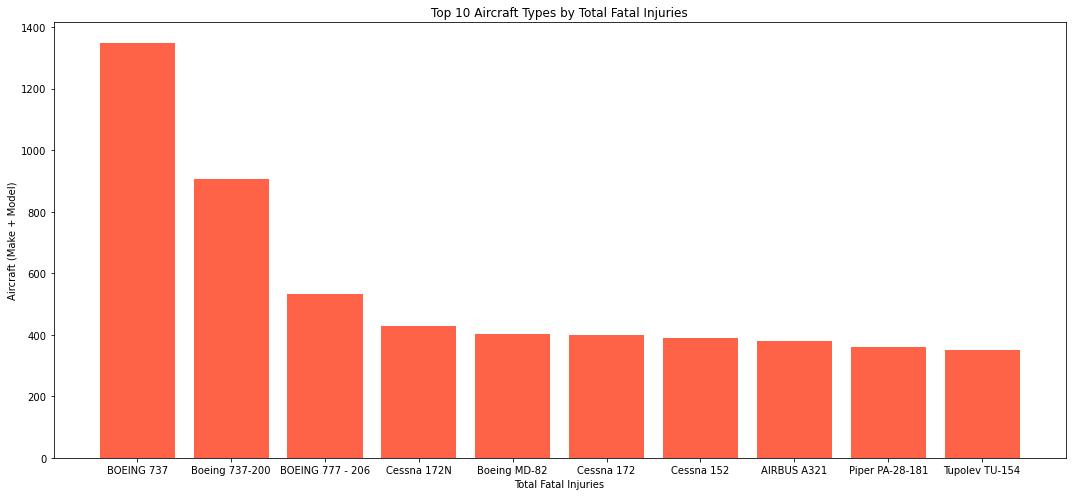 Top 10 Aircraft Types by Total Fatal Injuries
Aircraft (Make + Model)
1400
1200
1000
800
600
400
200
0
BOEING 737 Boeing 737-200 BOEING 777 - 206 Cessna 172N Boeing MD-82 Cessna 172 Cessna 152 AIRBUS A321 Piper PA-28-181 Tupolev TU-154
Total Fatal Injuries